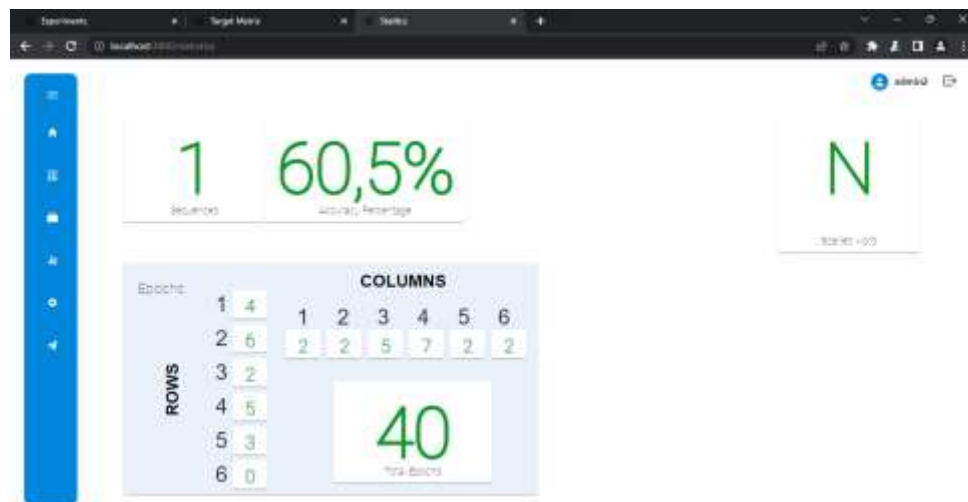 Experiments
Target Matrix
Statitics
localhost
admin2
1
60,5%
N
Sequences
Accuracy Percentage
Epochs
COLUMNS
1 4
1 2 3 4 5 6
2 6
2 2 5 7 2 2
3 2
ROWS
4 5
40
5 3
Total Epochs
6 0